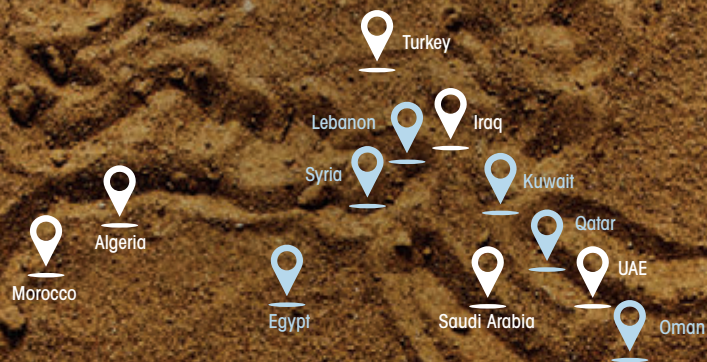 Turkey
Lebanon
Iraq
Syria
Kuwait
Qatar
Algeria
UAE
Morocco
Egypt
Saudi Arabia
Oman